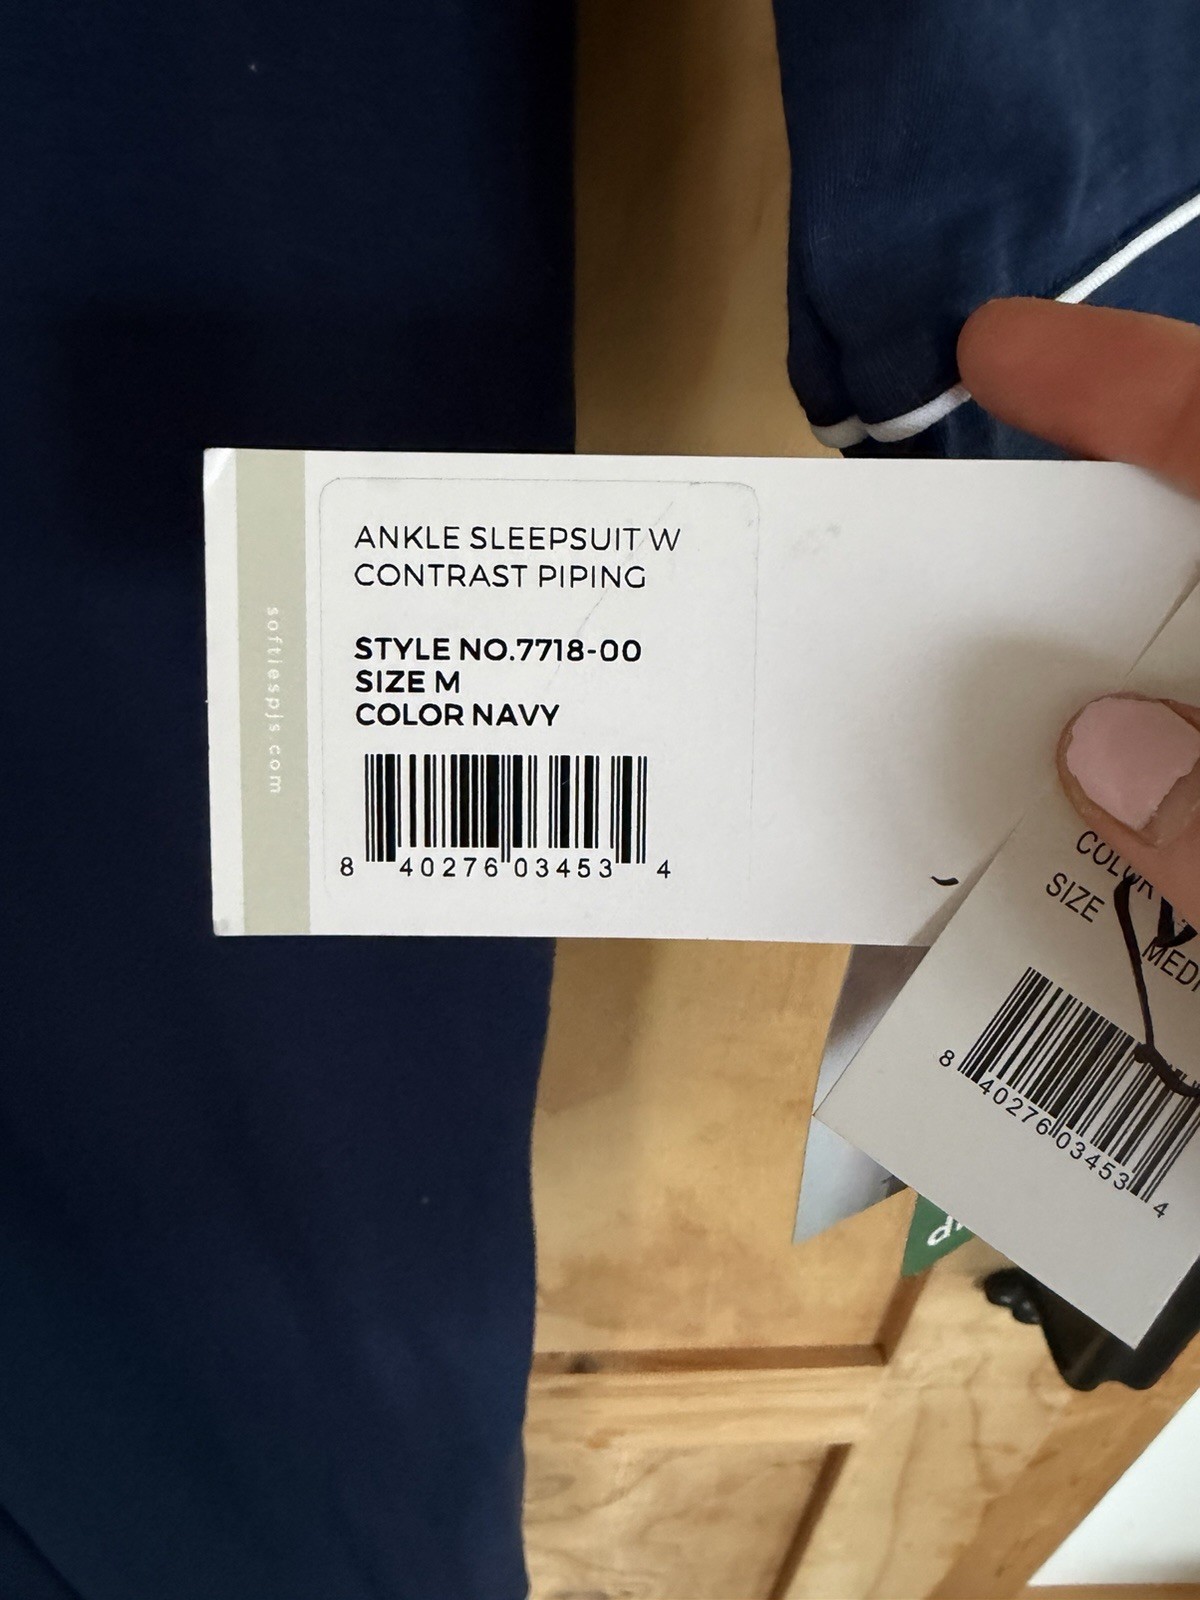 ANKLE SLEEPSUIT W
CONTRAST PIPING
STYLE NO.7718-00
SIZE M
COLOR NAVY
8 40276 03453 4
softiespjs.com
COLOR
SIZE
8 40276 03453 4